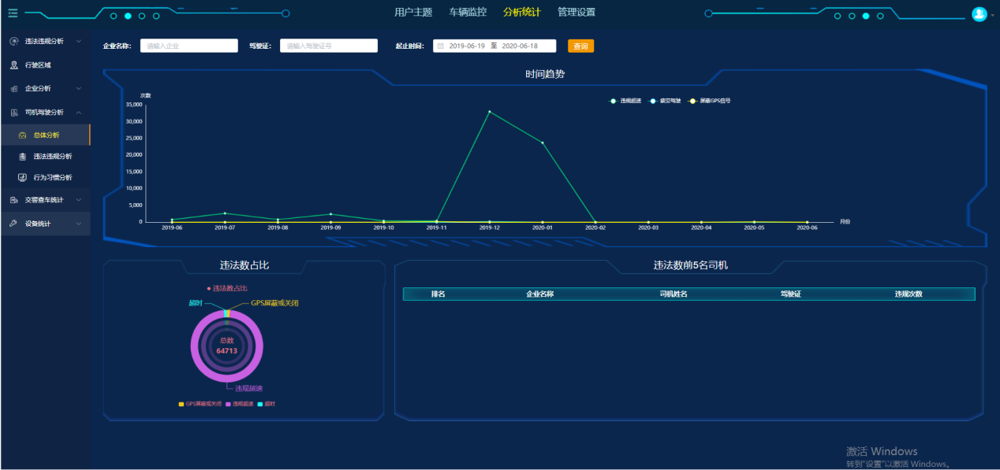 用户主题 车辆监控 分析统计 管理设置
违法违规分析
行驶区域
企业分析
司机驾驶分析
总体分析
违法违规分析
行为习惯分析
交警查车统计
设备统计
企业名称: 请输入企业 驾驶证: 请输入驾驶证号 起止时间: 2019-06-19 至 2020-06-18 查询
时间趋势
次数
违规超速 疲劳驾驶 屏蔽GPS信号
35,000
30,000
25,000
20,000
15,000
10,000
5,000
0
2019-06 2019-07 2019-08 2019-09 2019-10 2019-11 2019-12 2020-01 2020-02 2020-03 2020-04 2020-05 2020-06 月份
违法数占比
违法数占比
超时 GPS屏蔽或关闭
总数
64713
违规超速
GPS屏蔽或关闭 违规超速 超时
违法数前5名司机
排名 企业名称 司机姓名 驾驶证 违规次数
激活 Windows
转到"设置"以激活 Windows。